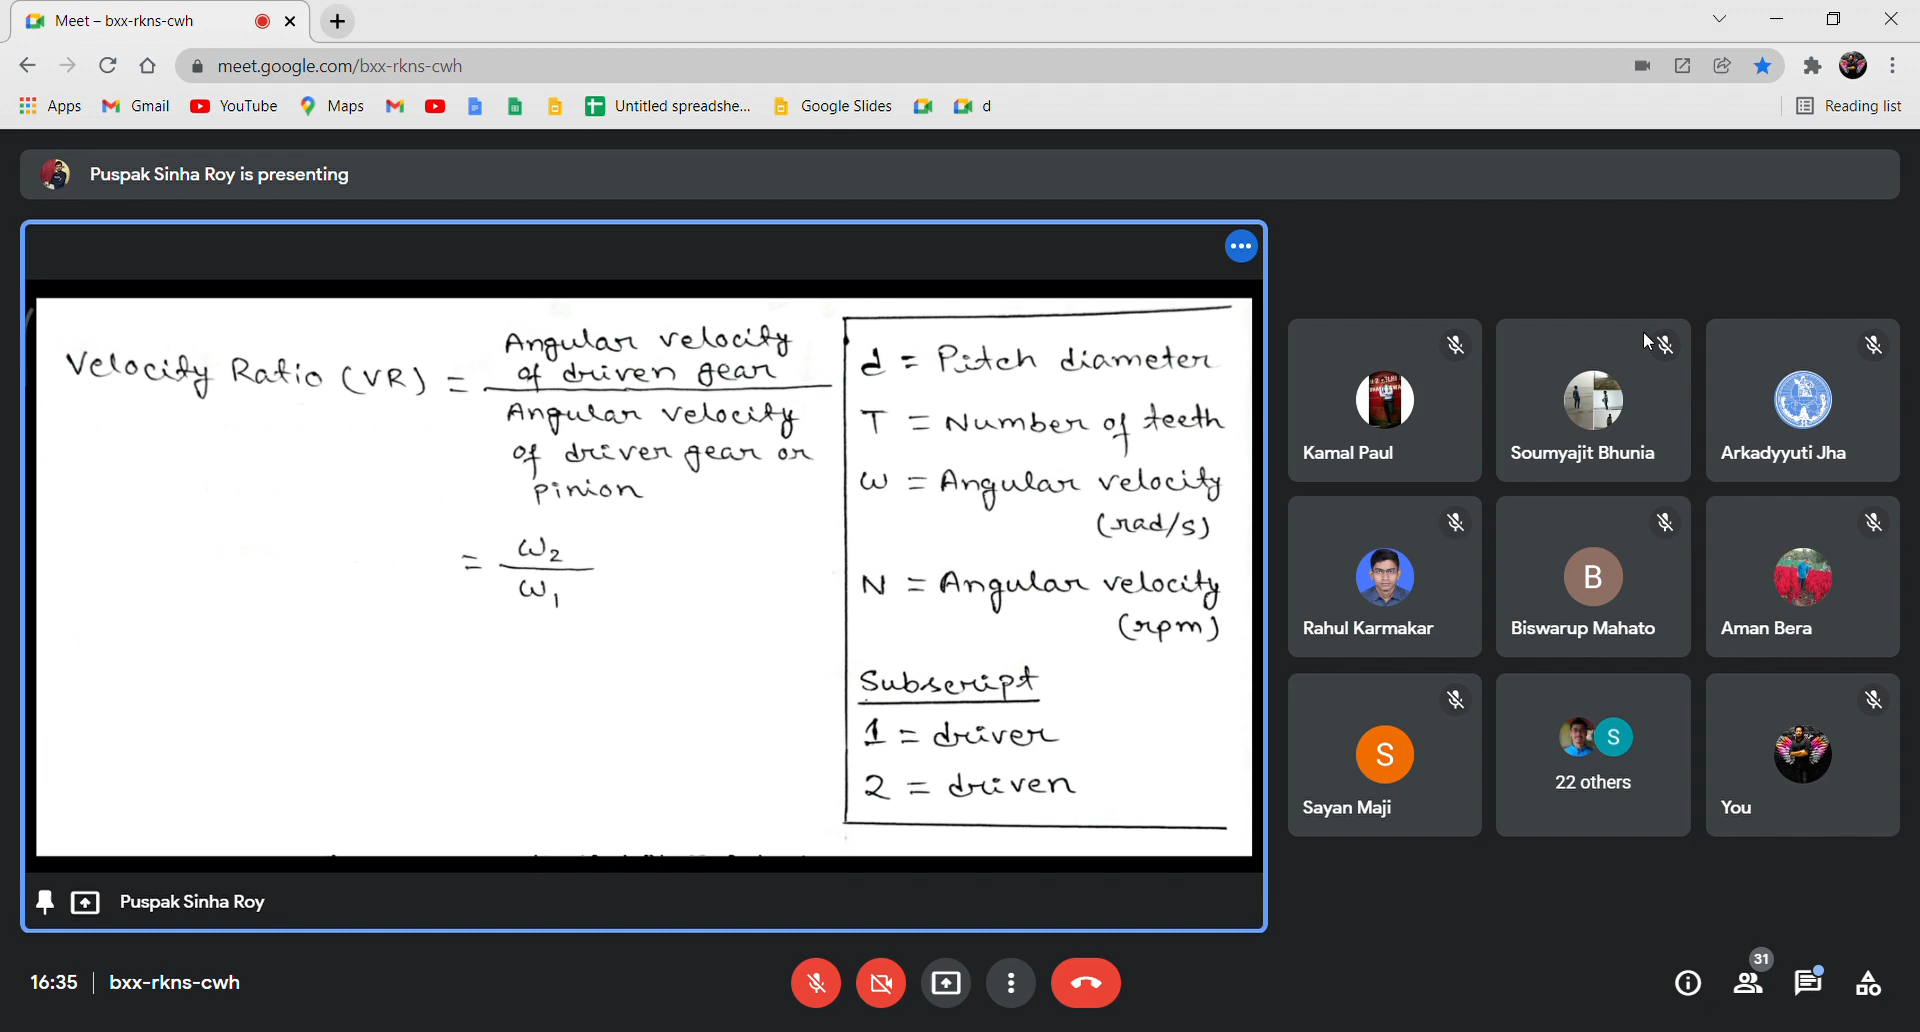 Meet – bxx-rkns-cwh
meet.google.com/bxx-rkns-cwh
Apps Gmail YouTube Maps Untitled spreadshe... Google Slides d Reading list
Puspak Sinha Roy is presenting
Velocity Ratio (VR) = Angular velocity
of driven gear
Angular velocity
of driver gear or
pinion
= ω2
ω1
d = Pitch diameter
T = Number of teeth
ω = Angular velocity
(rad/s)
N = Angular velocity
(rpm)
Subscript
1 = driver
2 = driven
Kamal Paul
Soumyajit Bhunia
Arkadyyuti Jha
B
Rahul Karmakar
Biswarup Mahato
Aman Bera
S
S
22 others
Sayan Maji
You
Puspak Sinha Roy
16:35 bxx-rkns-cwh
31